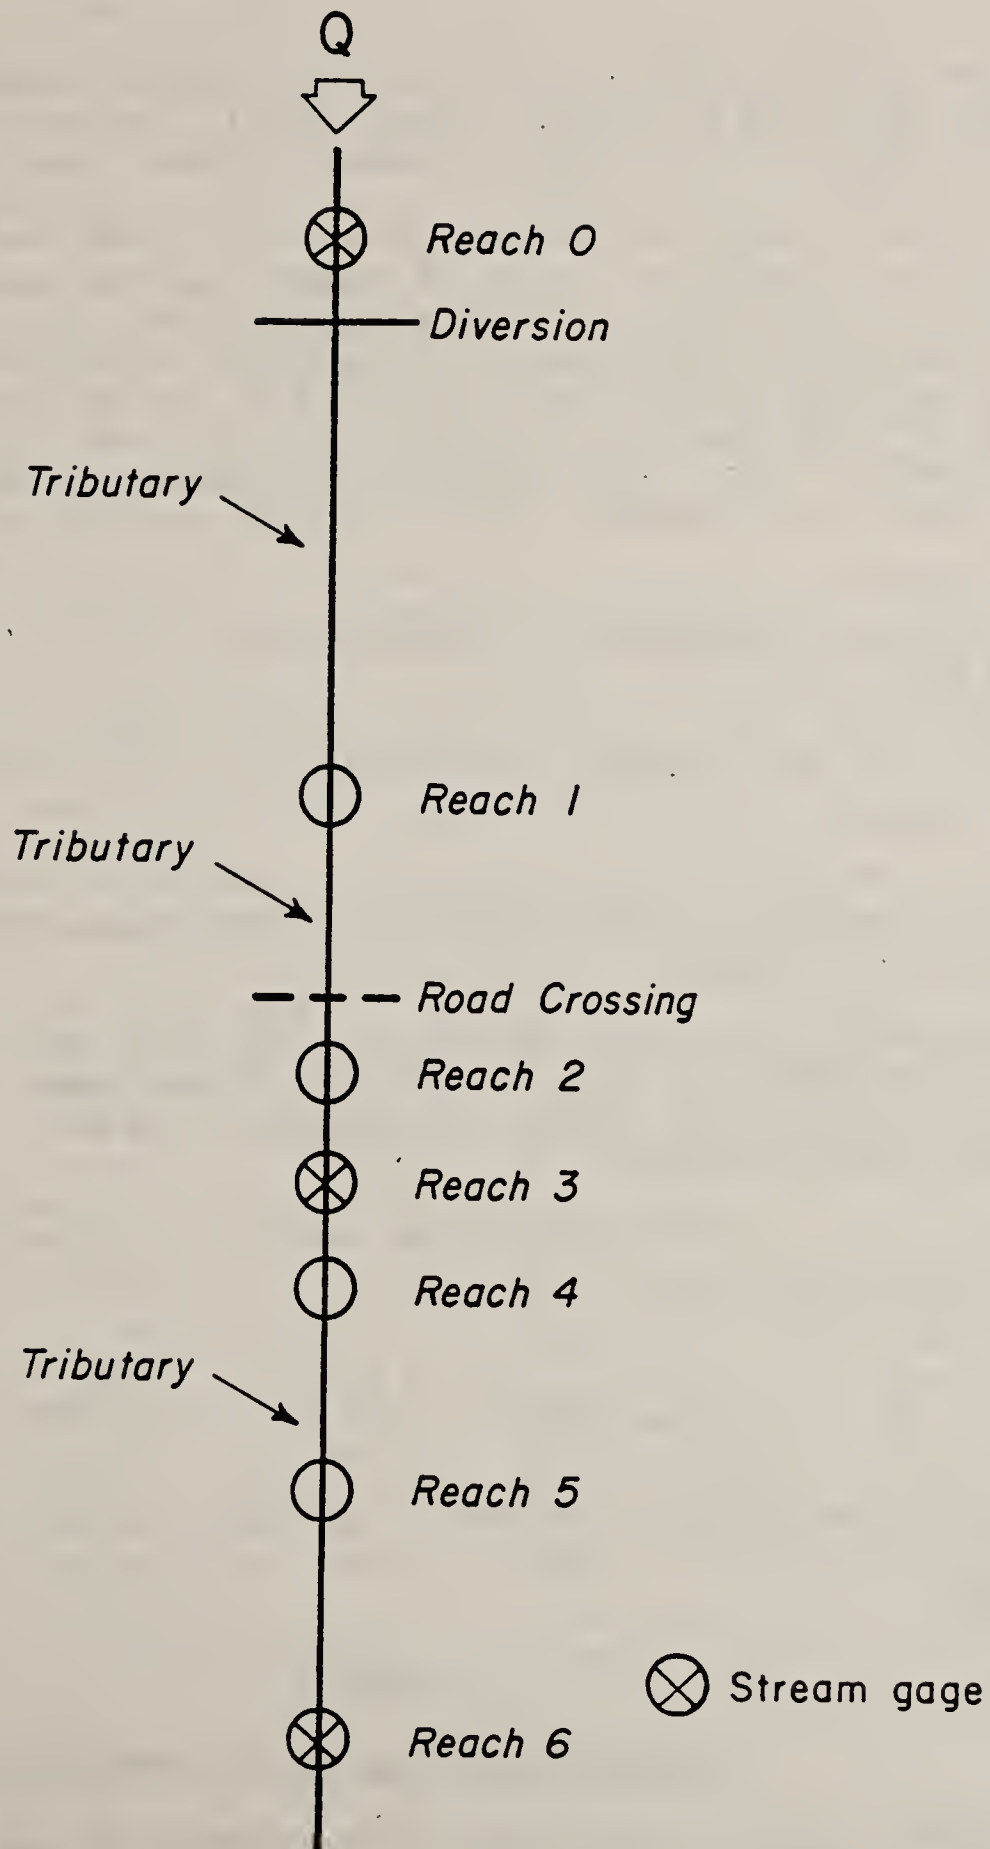 Q
Reach 0
Diversion
Tributary
Reach 1
Tributary
Road Crossing
Reach 2
Reach 3
Reach 4
Tributary
Reach 5
Stream gage
Reach 6